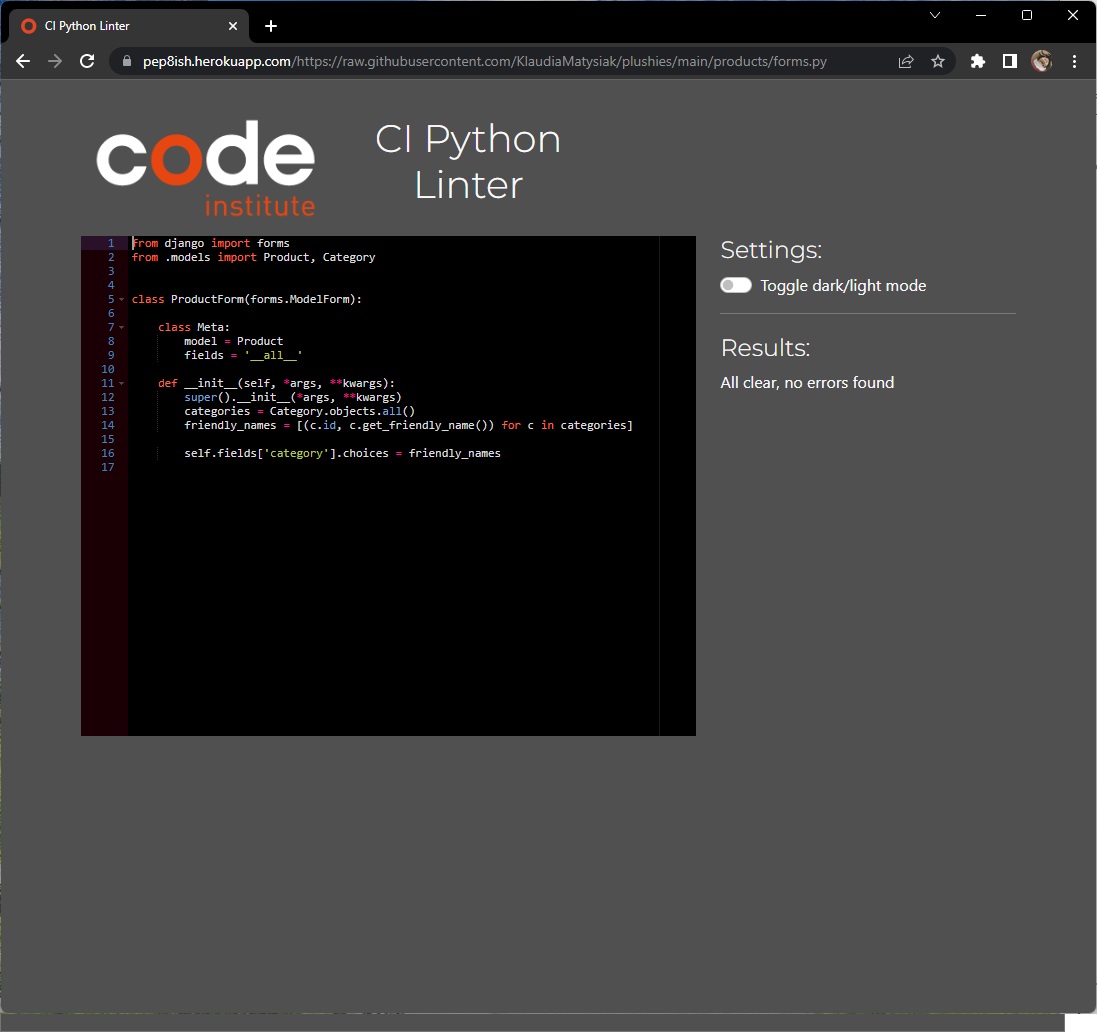 CI Python Linter
pep8ish.herokuapp.com/https://raw.githubusercontent.com/KlaudiaMatysiak/plushies/main/products/forms.py
code
institute
CI Python
Linter
1 from django import forms
2 from .models import Product, Category
3
4
5 class ProductForm(forms.ModelForm):
6
7     class Meta:
8         model = Product
9         fields = '__all__'
10
11     def __init__(self, *args, **kwargs):
12         super().__init__(*args, **kwargs)
13         categories = Category.objects.all()
14         friendly_names = [(c.id, c.get_friendly_name()) for c in categories]
15
16         self.fields['category'].choices = friendly_names
17
Settings:
Toggle dark/light mode
Results:
All clear, no errors found